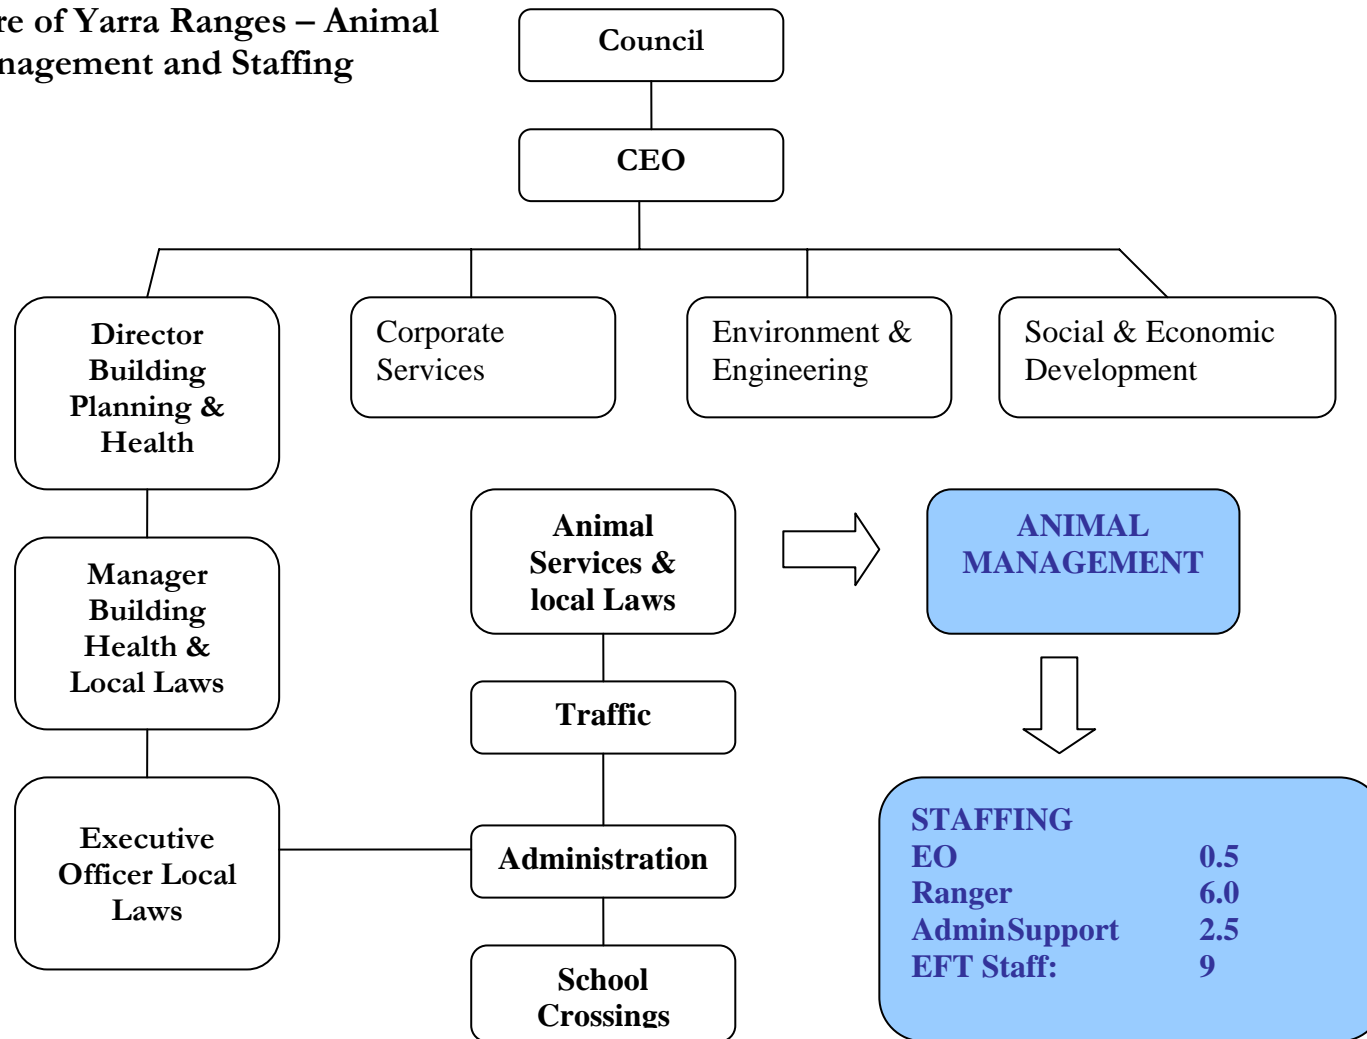 re of Yarra Ranges – Animal
nagement and Staffing
Council
CEO
Director
Building
Planning &
Health
Corporate
Services
Environment &
Engineering
Social & Economic
Development
Manager
Building
Health &
Local Laws
Animal
Services &
local Laws
ANIMAL
MANAGEMENT
Traffic
Executive
Officer Local
Laws
Administration
School
Crossings
STAFFING
EO 0.5
Ranger 6.0
AdminSupport 2.5
EFT Staff: 9